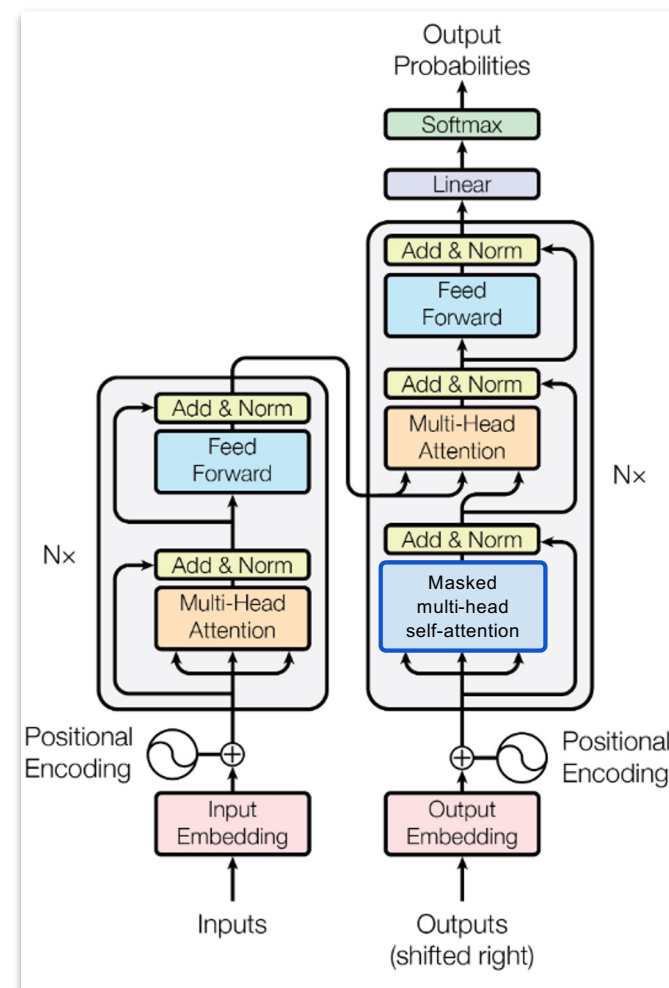 Output
Probabilities
Softmax
Linear
Add & Norm
Feed
Forward
Add & Norm
Multi-Head
Attention
Nx
Add & Norm
Masked
multi-head
self-attention
Add & Norm
Feed
Forward
Nx
Add & Norm
Multi-Head
Attention
Positional
Encoding
Positional
Encoding
Input
Embedding
Output
Embedding
Inputs
Outputs
(shifted right)